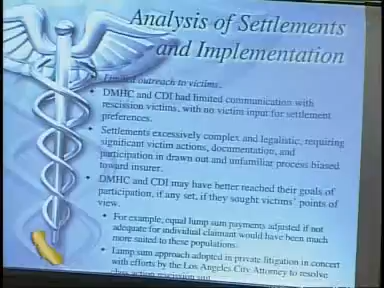 Analysis of Settlements
and Implementation
• Limited outreach to victims.
• DMHC and CDI had limited communication with
rescission victims, with no victim input for settlement
preferences.
• Settlements excessively complex and legalistic, requiring
significant victim actions, documentation, and
participation in drawn out and unfamiliar process biased
toward insurer.
• DMHC and CDI may have better reached their goals of
participation, if any set, if they sought victims' points of
view.
• For example, equal lump sum payments adjusted if not
adequate for individual claimant would have been much
more suited to these populations.
• Lump sum approach adopted in private litigation in concert
with efforts by the Los Angeles City Attorney to resolve
class action rescission suit